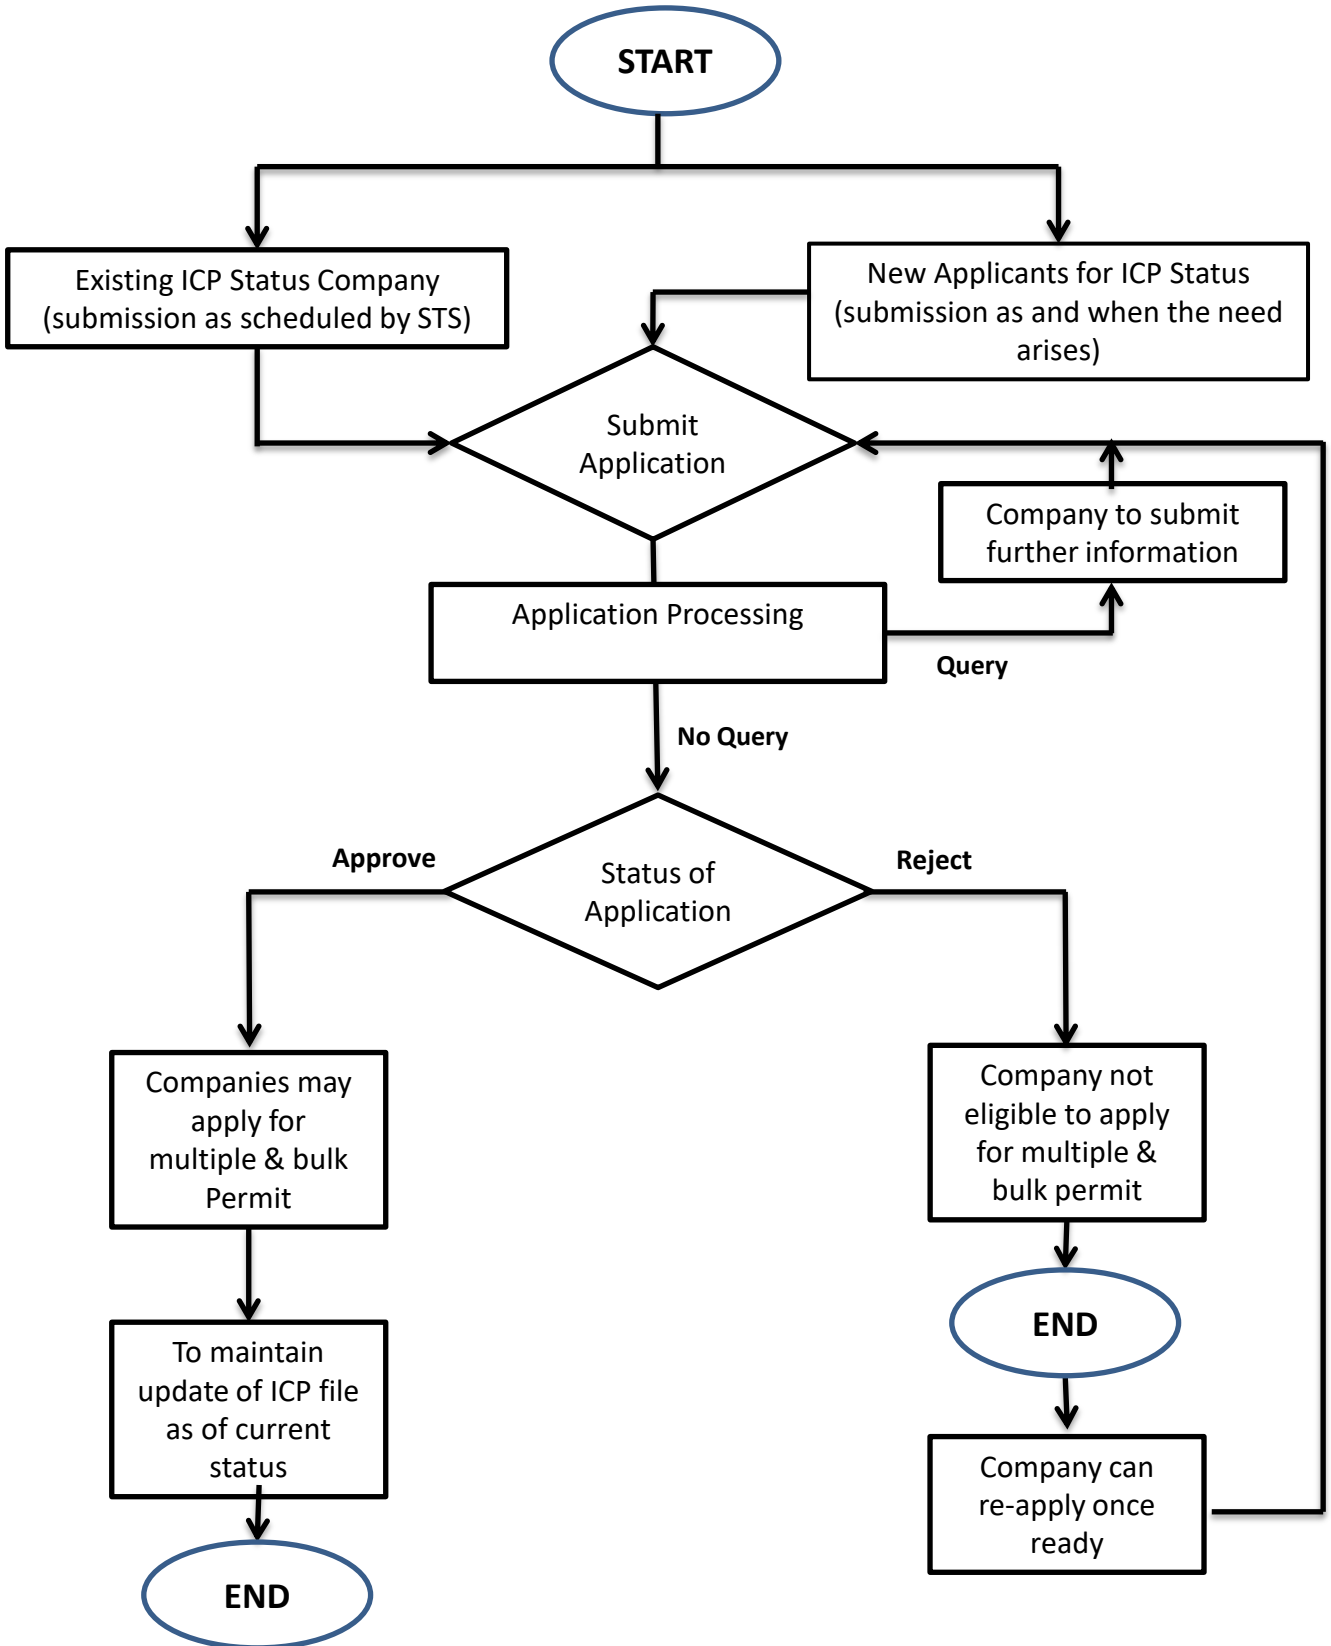 START
Existing ICP Status Company
(submission as scheduled by STS)
New Applicants for ICP Status
(submission as and when the need
arises)
Submit
Application
Company to submit
further information
Application Processing
Query
No Query
Approve
Status of
Application
Reject
Companies may
apply for
multiple & bulk
Permit
Company not
eligible to apply
for multiple &
bulk permit
To maintain
update of ICP file
as of current
status
END
Company can
re-apply once
ready
END